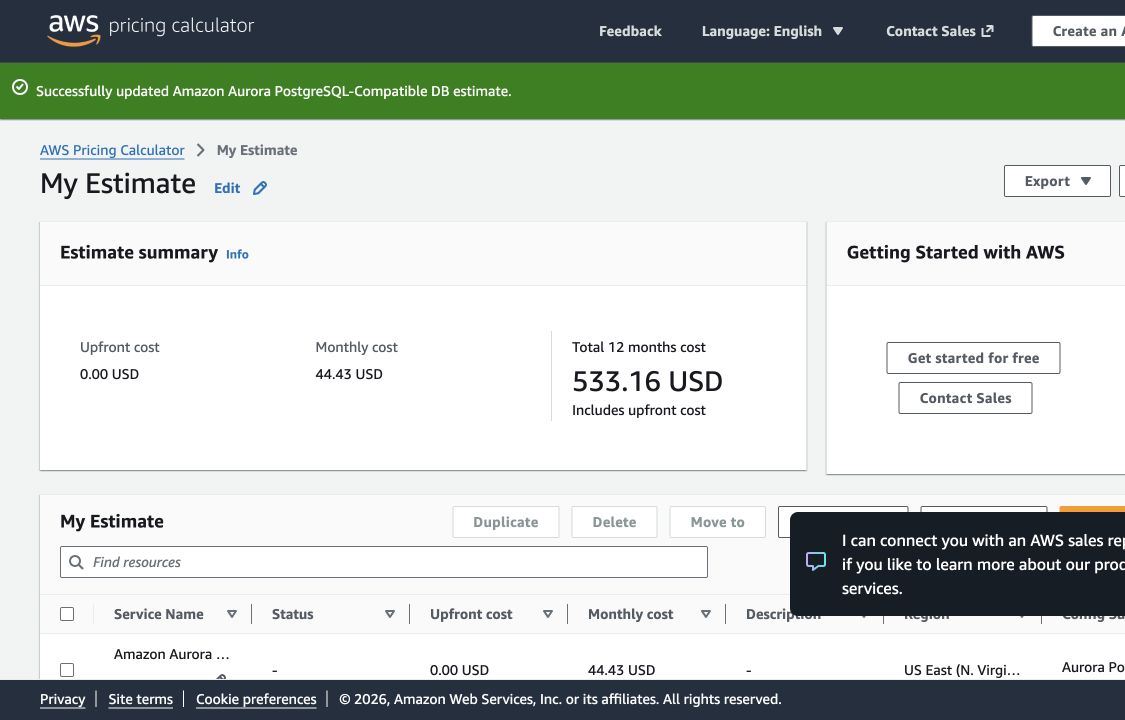 aws pricing calculator
Feedback
Language: English
Contact Sales
Create an
Successfully updated Amazon Aurora PostgreSQL-Compatible DB estimate.
AWS Pricing Calculator
My Estimate
My Estimate
Edit
Export
Estimate summary
Info
Upfront cost
0.00 USD
Monthly cost
44.43 USD
Total 12 months cost
533.16 USD
Includes upfront cost
Getting Started with AWS
Get started for free
Contact Sales
My Estimate
Duplicate
Delete
Move to
Find resources
I can connect you with an AWS sales
if you like to learn more about our
services.
Service Name
Status
Upfront cost
Monthly cost
Description
Region
Amazon Aurora ...
-
0.00 USD
44.43 USD
-
US East (N. Virgi...
Aurora
Privacy
Site terms
Cookie preferences
© 2026, Amazon Web Services, Inc. or its affiliates. All rights reserved.